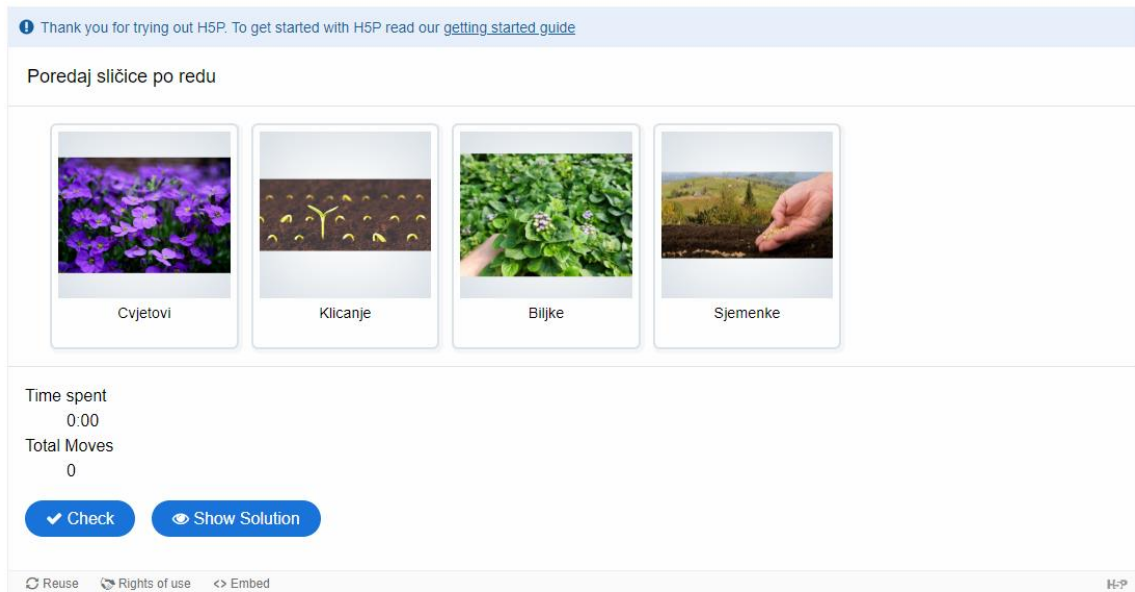 Thank you for trying out H5P. To get started with H5P read our getting started guide
Poredaj sličice po redu
Cvjetovi
Klicanje
Biljke
Sjemenke
Time spent
0:00
Total Moves
0
Check
Show Solution
Reuse
Rights of use
<> Embed
H5P